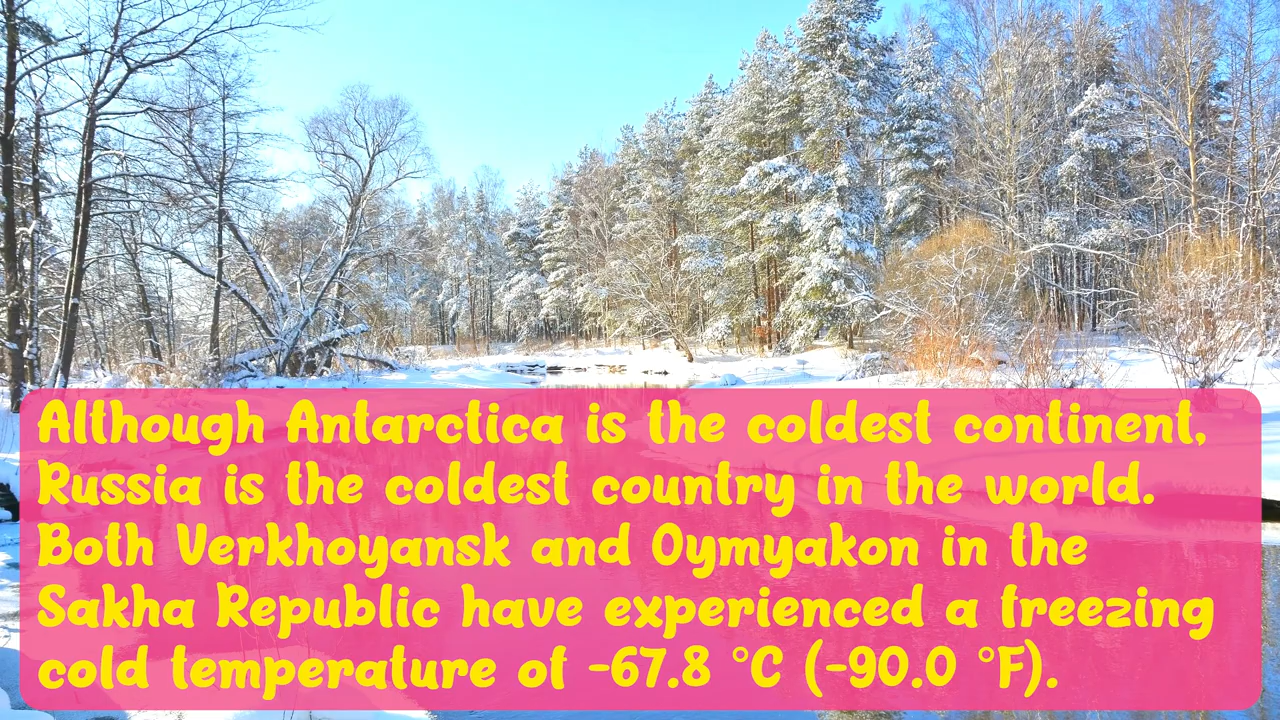 Although Antarctica is the coldest continent,
Russia is the coldest country in the world.
Both Verkhoyansk and Oymyakon in the
Sakha Republic have experienced a freezing
cold temperature of -67.8 °C (-90.0 °F).